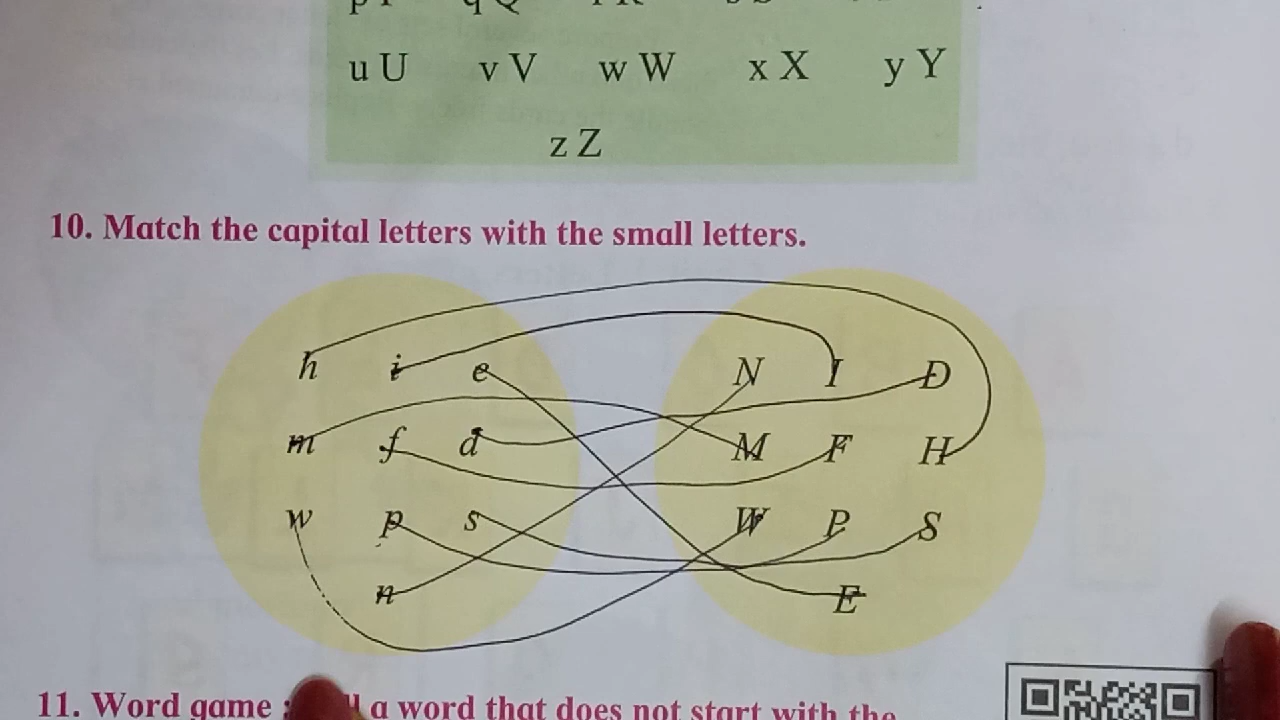 u U v V w W x X y Y
z Z
10. Match the capital letters with the small letters.
h i e N I D
m f d M F H
w p s W P S
n E
11. Word game : a word that does not start with the